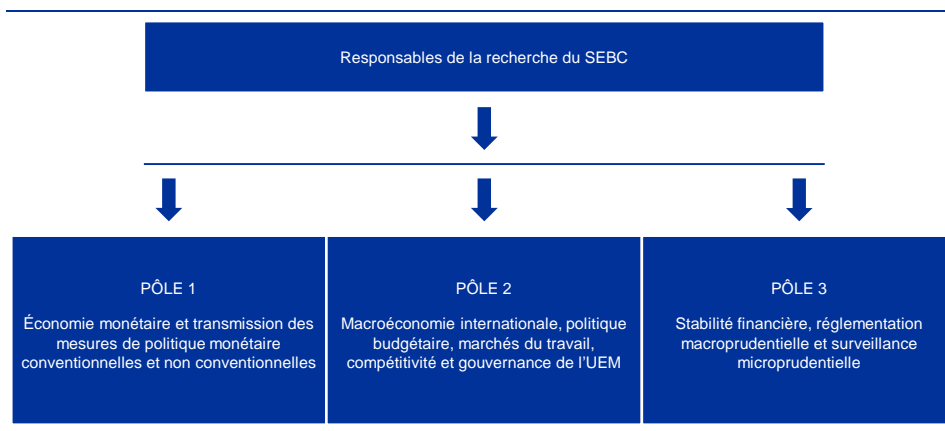 Responsables de la recherche du SEBC
PÔLE 1
Économie monétaire et transmission des
mesures de politique monétaire
conventionnelles et non conventionnelles
PÔLE 2
Macroéconomie internationale, politique
budgétaire, marchés du travail,
compétitivité et gouvernance de l’UEM
PÔLE 3
Stabilité financière, réglementation
macroprudentielle et surveillance
microprudentielle